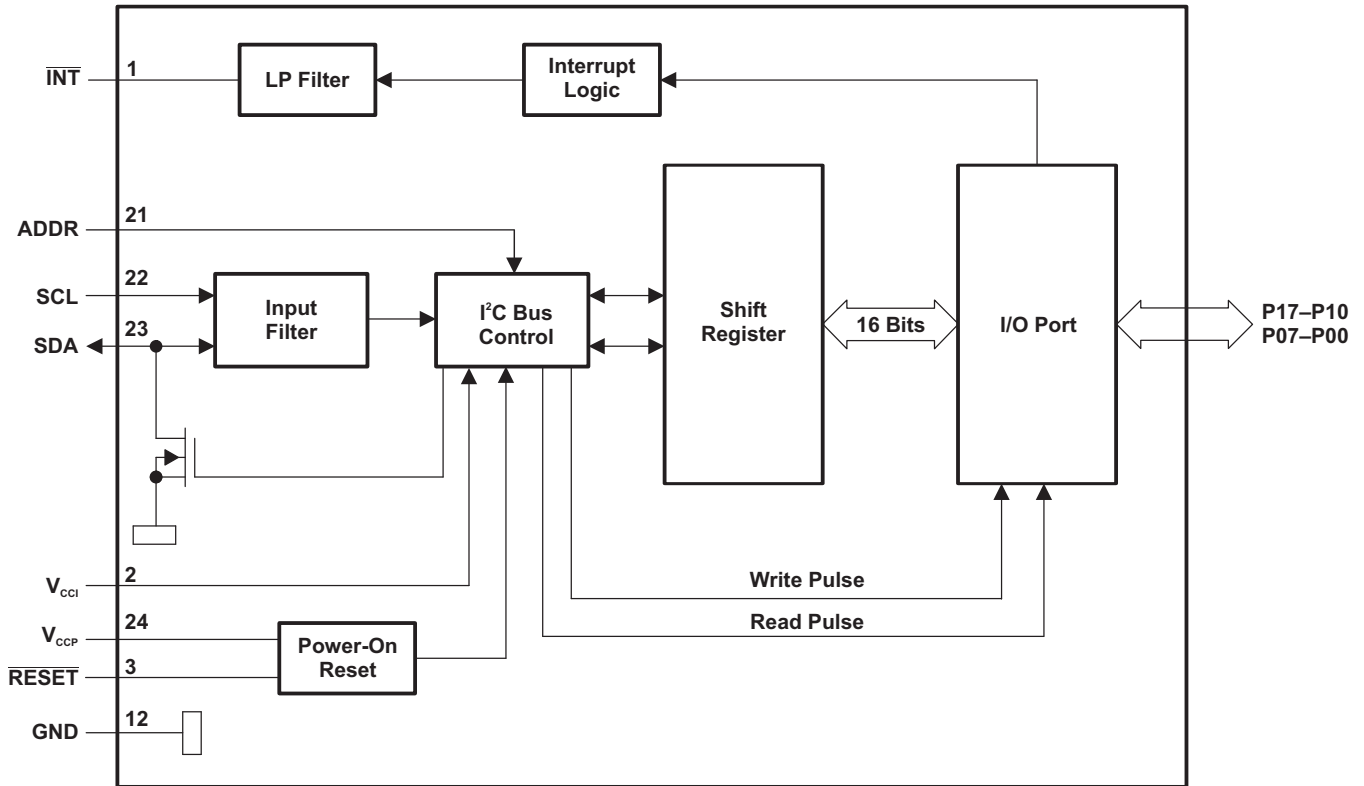 INT
1
LP Filter
Interrupt
Logic
ADDR
21
SCL
22
SDA
23
Input
Filter
I²C Bus
Control
Shift
Register
16 Bits
I/O Port
P17–P10
P07–P00
VCCI
2
Write Pulse
VCCP
24
Read Pulse
RESET
3
Power-On
Reset
GND
12